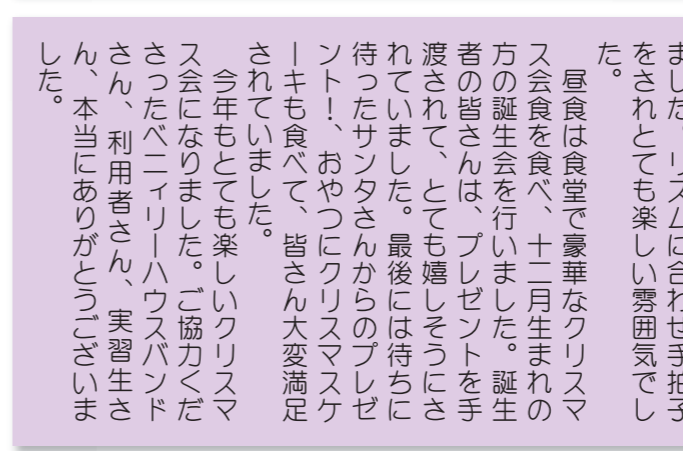 ました。リズムに合わせ手拍子
をされとても楽しい雰囲気でし
た。
昼食は食堂で豪華なクリスマ
ス会食を食べ、十二月生まれの
方の誕生会を行いました。誕生
者の皆さんは、プレゼントを手
渡されて、とても嬉しそうにさ
れていました。最後には待ちに
待ったサンタさんからのプレゼ
ント!、おやつにクリスマスケ
ーキも食べて、皆さん大変満足
されていました。
今年もとても楽しいクリスマ
ス会になりました。ご協力くだ
さったベニィリーハウスバンド
さん、利用者さん、実習生さ
ん、本当にありがとうございま
した。